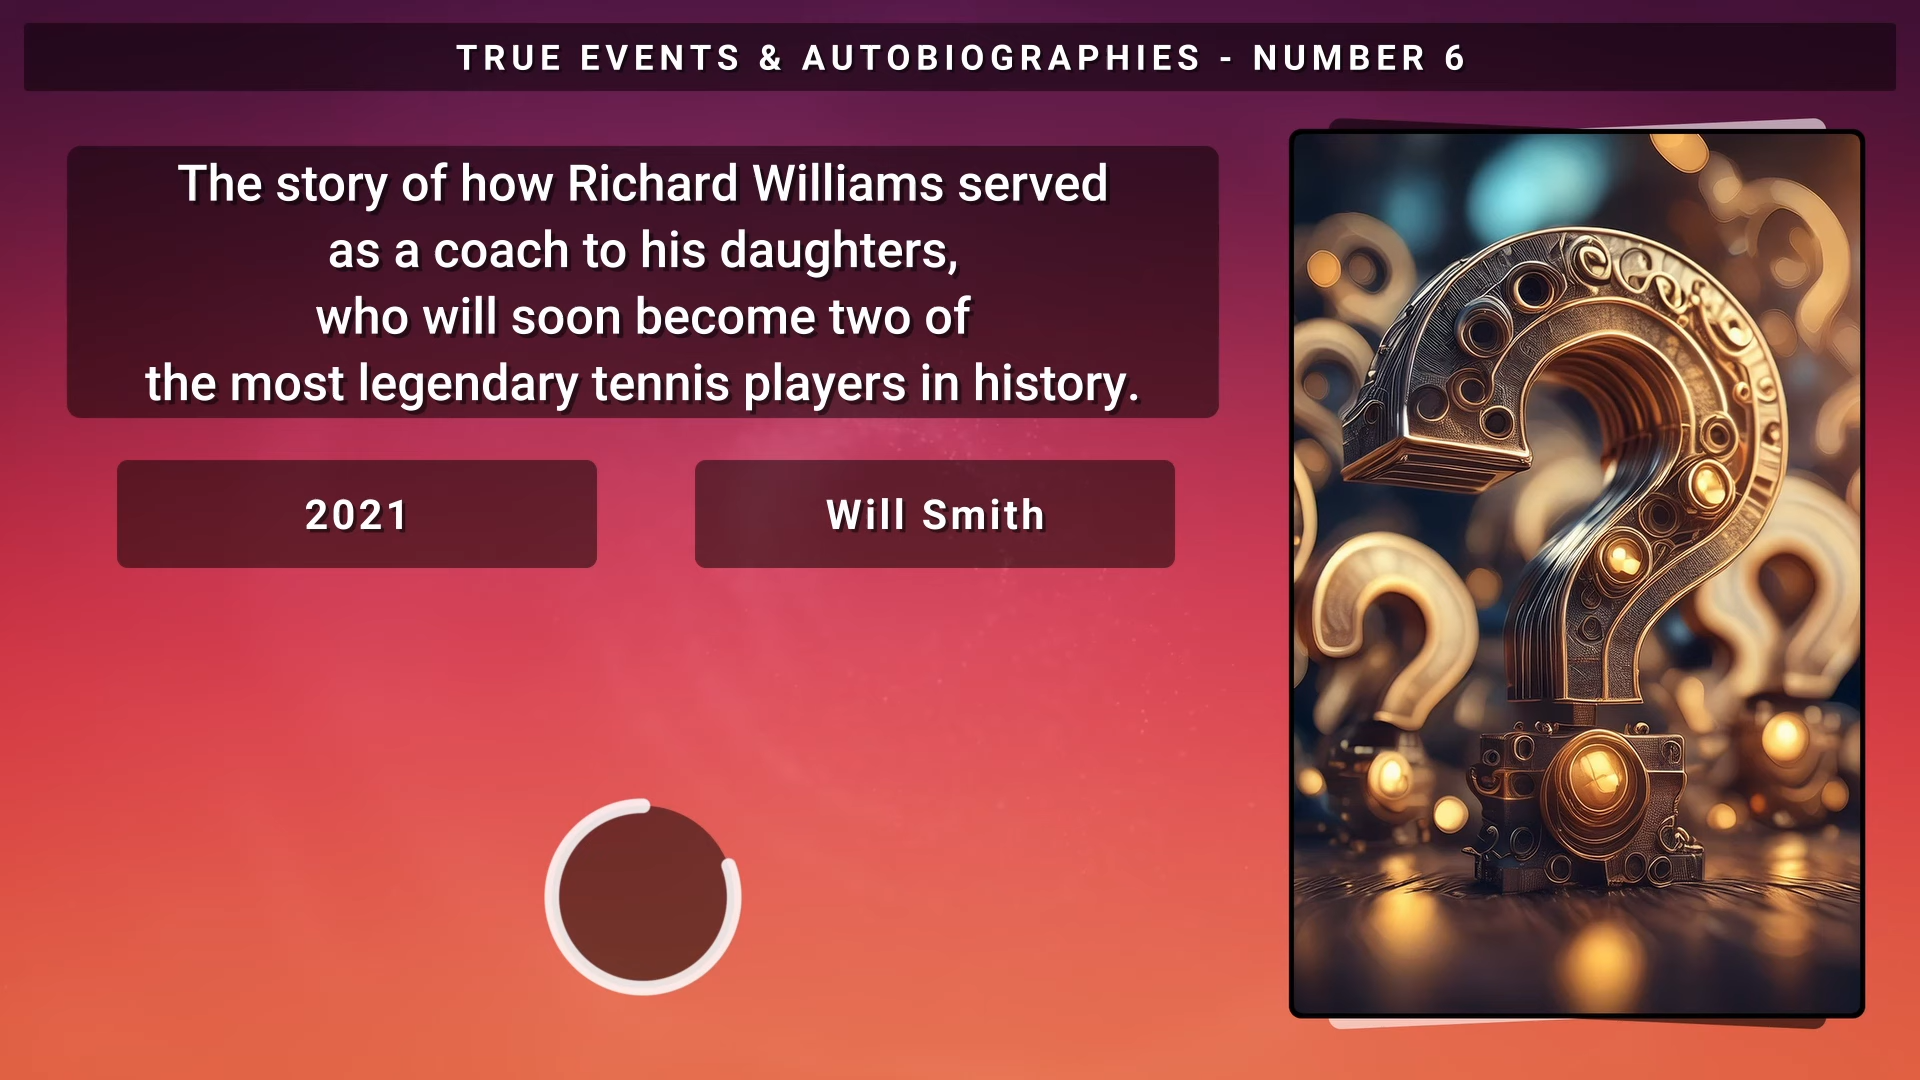 TRUE EVENTS & AUTOBIOGRAPHIES - NUMBER 6
The story of how Richard Williams served
as a coach to his daughters,
who will soon become two of
the most legendary tennis players in history.
2021
Will Smith